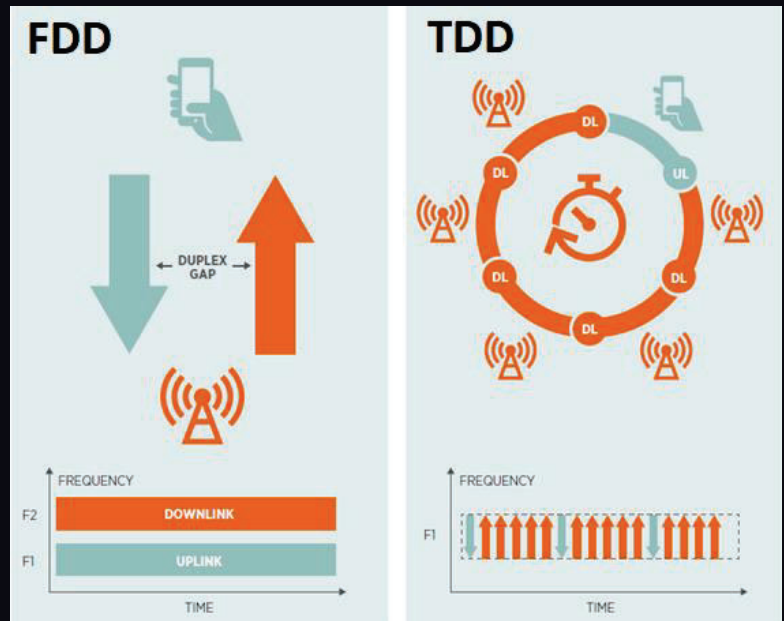 FDD
DUPLEX
GAP
FREQUENCY
F2
DOWNLINK
F1
UPLINK
TIME
TDD
DL
UL
DL
DL
DL
DL
FREQUENCY
F1
TIME